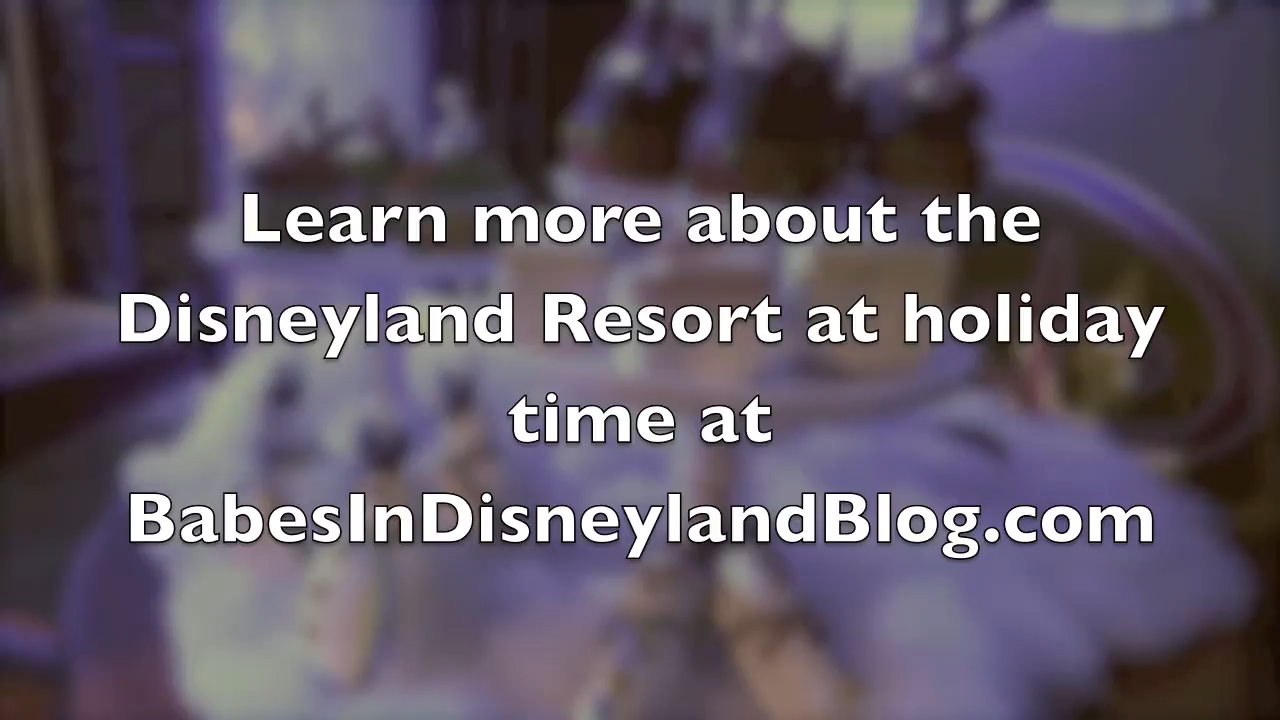 Learn more about the
Disneyland Resort at holiday
time at
BabesInDisneylandBlog.com